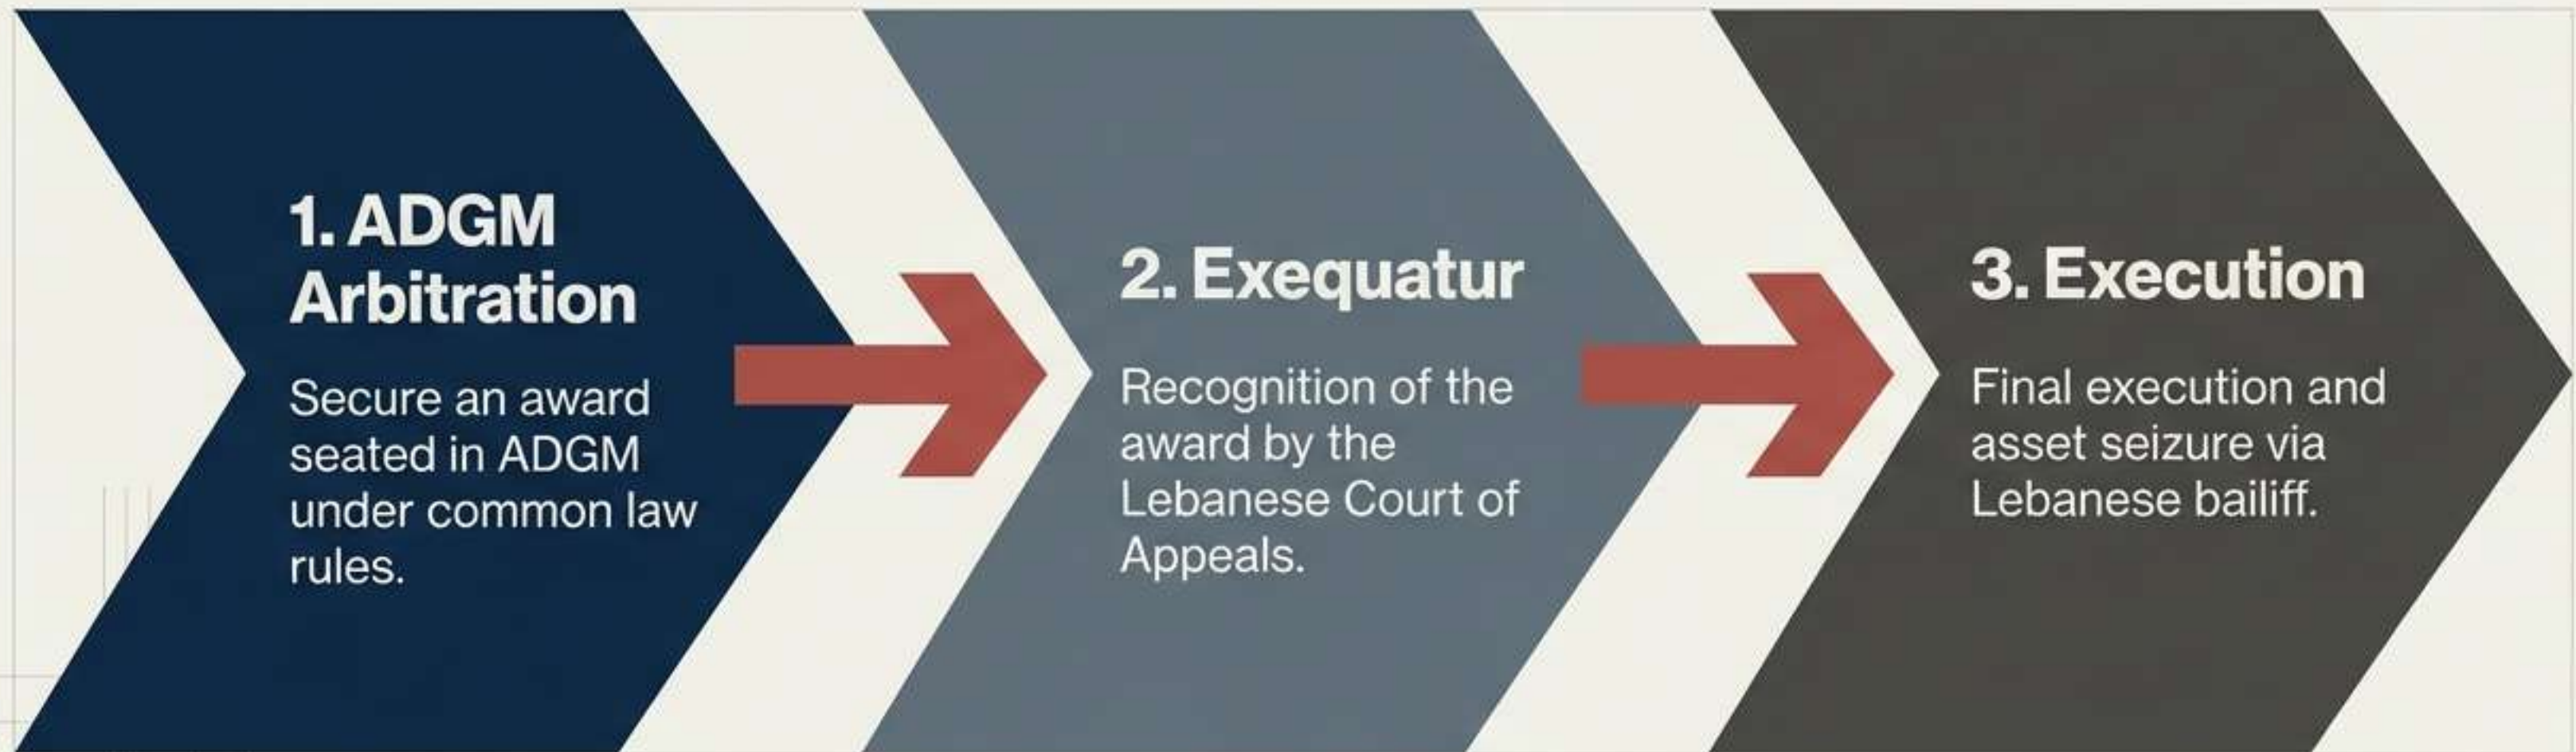 1. ADGM
Arbitration
Secure an award
seated in ADGM
under common law
rules.
2. Exequatur
Recognition of the
award by the
Lebanese Court of
Appeals.
3. Execution
Final execution and
asset seizure via
Lebanese bailiff.